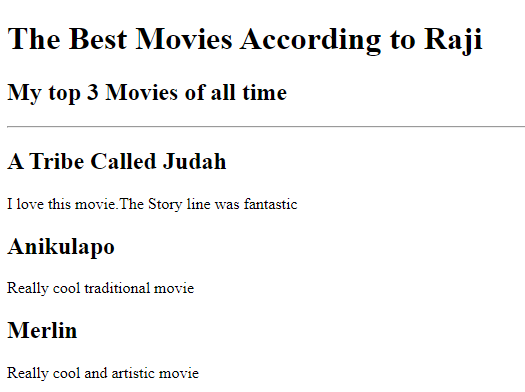 The Best Movies According to Raji
My top 3 Movies of all time
A Tribe Called Judah
I love this movie.The Story line was fantastic
Anikulapo
Really cool traditional movie
Merlin
Really cool and artistic movie